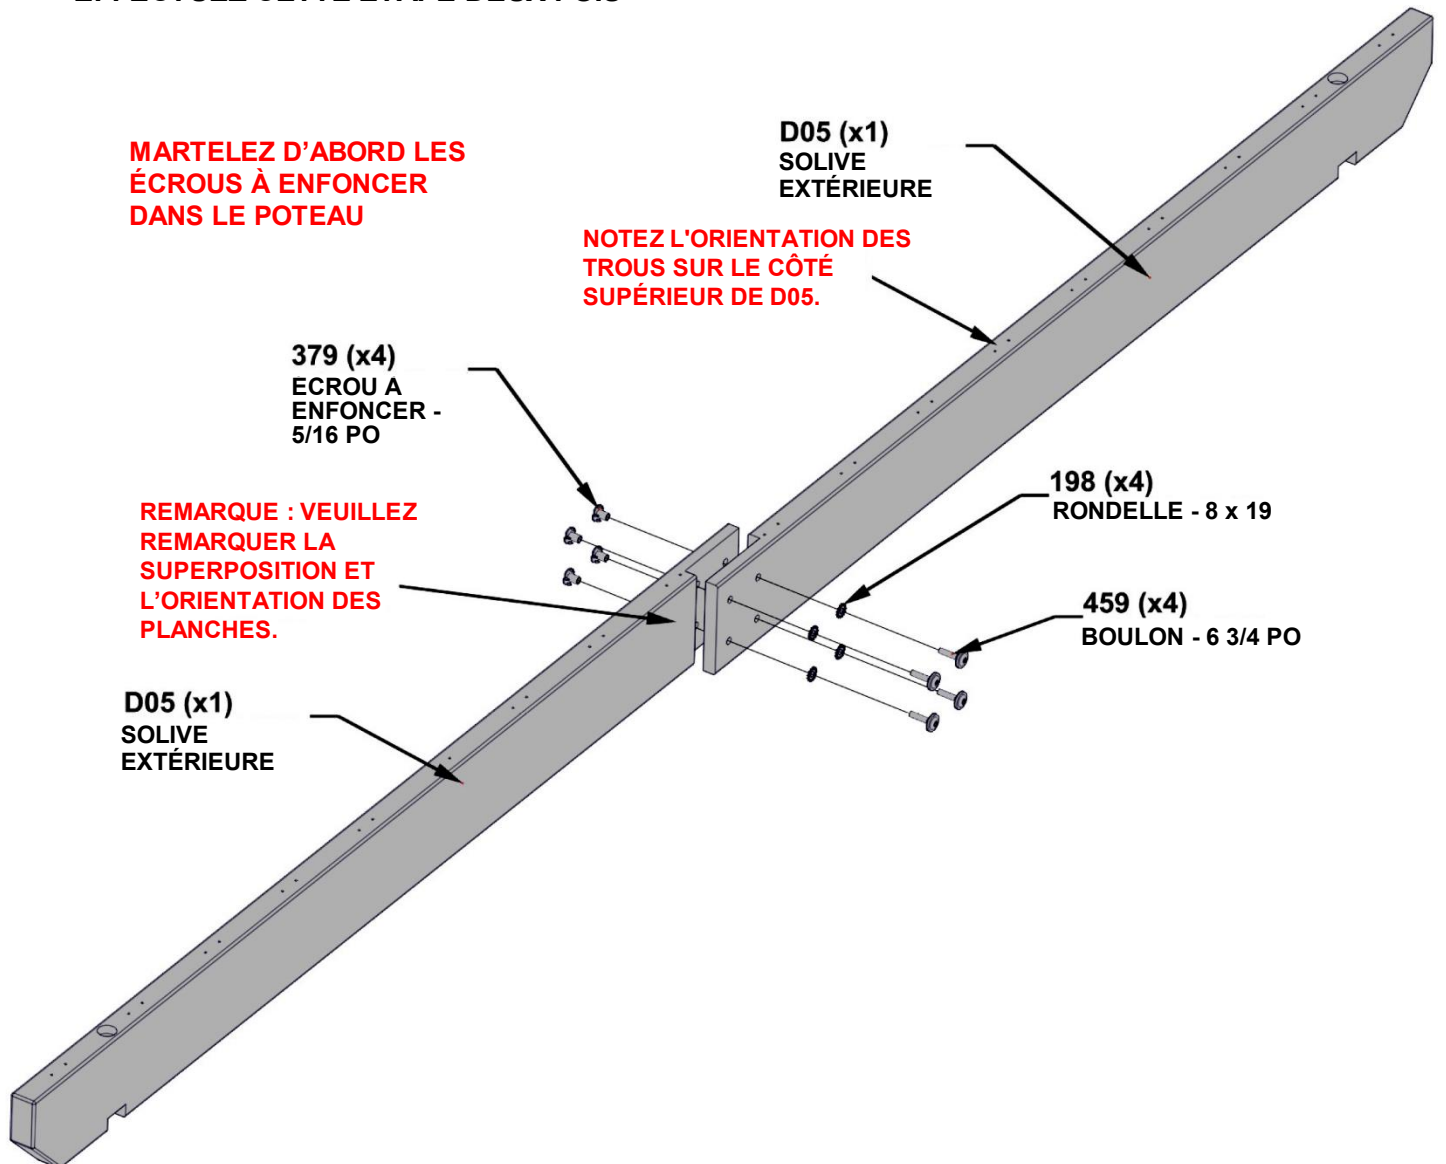 MARTELEZ D'ABORD LES
ÉCROUS À ENFONCER
DANS LE POTEAU
D05 (x1)
SOLIVE
EXTÉRIEURE
NOTEZ L'ORIENTATION DES
TROUS SUR LE CÔTÉ
SUPÉRIEUR DE D05.
379 (x4)
ECROU A
ENFONCER -
5/16 PO
198 (x4)
RONDELLE - 8 x 19
REMARQUE : VEUILLEZ
REMARQUER LA
SUPERPOSITION ET
L'ORIENTATION DES
PLANCHES.
459 (x4)
BOULON - 6 3/4 PO
D05 (x1)
SOLIVE
EXTÉRIEURE